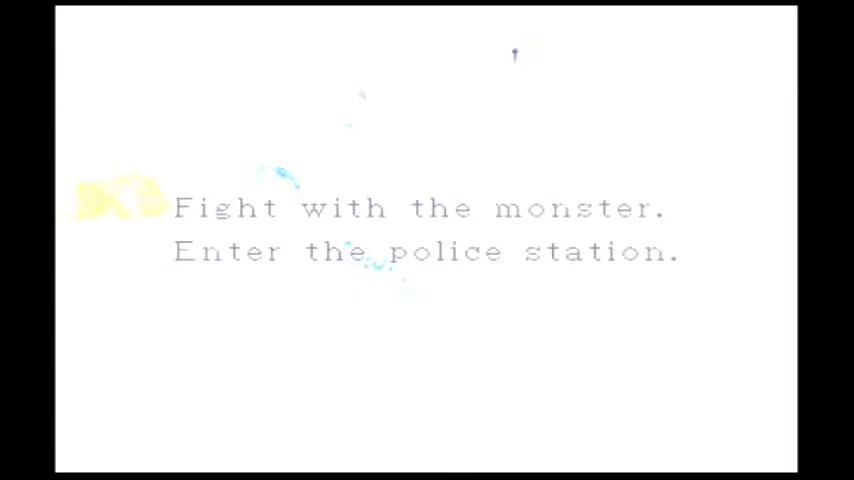 Fight with the monster.
Enter the police station.